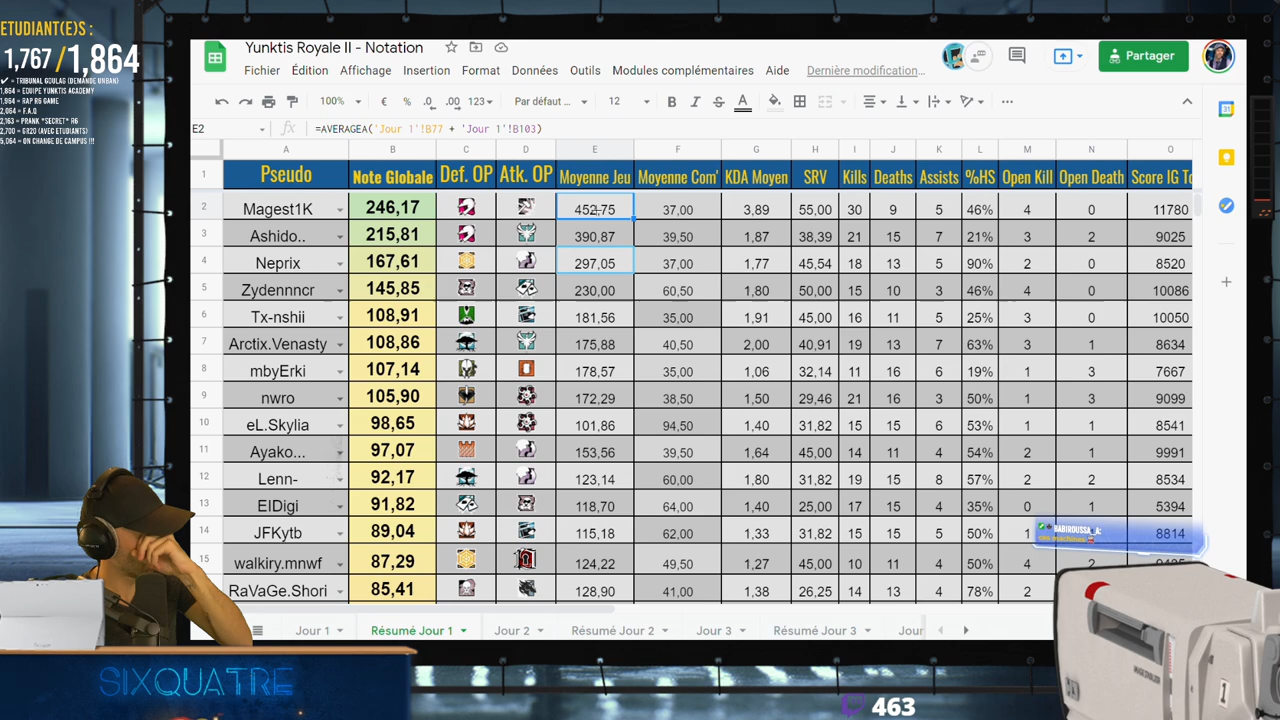 ETUDIANT(E)S :
1,767 / 1,864
✔ = TRIBUNAL GOULAG (DEMANDE UNBAN)
1,864 = EQUIPE YUNKTIS ACADEMY
1,964 = RAP R6 GAME
2,064 = F.A.Q
2,163 = PRANK "SECRET" R6
2,700 = GR20 (AVEC ETUDIANTS)
5,064 = ON CHANGE DE CAMPUS !!!
Yunktis Royale II - Notation
Partager
Fichier Édition Affichage Insertion Format Données Outils Modules complémentaires Aide Dernière modification...
100% € % .0 .00 123 Par défaut ... 12 B I S A
E2 fx =AVERAGEA('Jour 1'!B77 + 'Jour 1'!B103)
A B C D E F G H I J K L M N O
1 Pseudo Note Globale Def. OP Atk. OP Moyenne Jeu Moyenne Com' KDA Moyen SRV Kills Deaths Assists %HS Open Kill Open Death Score IG To
2 Magest1K 246,17 452,75 37,00 3,89 55,00 30 9 5 46% 4 0 11780
3 Ashido.. 215,81 390,87 39,50 1,87 38,39 21 15 7 21% 3 2 9025
4 Neprix 167,61 297,05 37,00 1,77 45,54 18 13 5 90% 2 0 8520
5 Zydennncr 145,85 230,00 60,50 1,80 50,00 15 10 3 46% 4 0 10086
6 Tx-nshii 108,91 181,56 35,00 1,91 45,00 16 11 5 25% 3 0 10050
7 Arctix.Venasty 108,86 175,88 40,50 2,00 40,91 19 13 7 63% 3 1 8634
8 mbyErki 107,14 178,57 35,00 1,06 32,14 11 16 6 19% 1 3 7667
9 nwro 105,90 172,29 38,50 1,50 29,46 21 16 3 50% 1 3 9099
10 eL.Skylia 98,65 101,86 94,50 1,40 31,82 15 15 6 53% 1 1 8541
11 Ayako... 97,07 153,56 39,50 1,64 45,00 14 11 4 54% 2 1 9991
12 Lenn- 92,17 123,14 60,00 1,80 31,82 19 15 8 57% 2 2 8534
13 ElDigi 91,82 118,70 64,00 1,40 25,00 17 15 4 35% 0 1 5394
14 JFKytb 89,04 115,18 62,00 1,33 31,82 15 15 5 50% 1 8814
15 walkiry.mnwf 87,29 124,22 49,50 1,27 45,00 10 11 4 50% 4 2
RaVaGe.Shori 85,41 128,90 41,00 1,38 26,25 14 13 4 78% 2
BABIROUSSA_A:
ces machines
Jour 1 Résumé Jour 1 Jour 2 Résumé Jour 2 Jour 3 Résumé Jour 3 Jour
SIXQUATRE
1
463